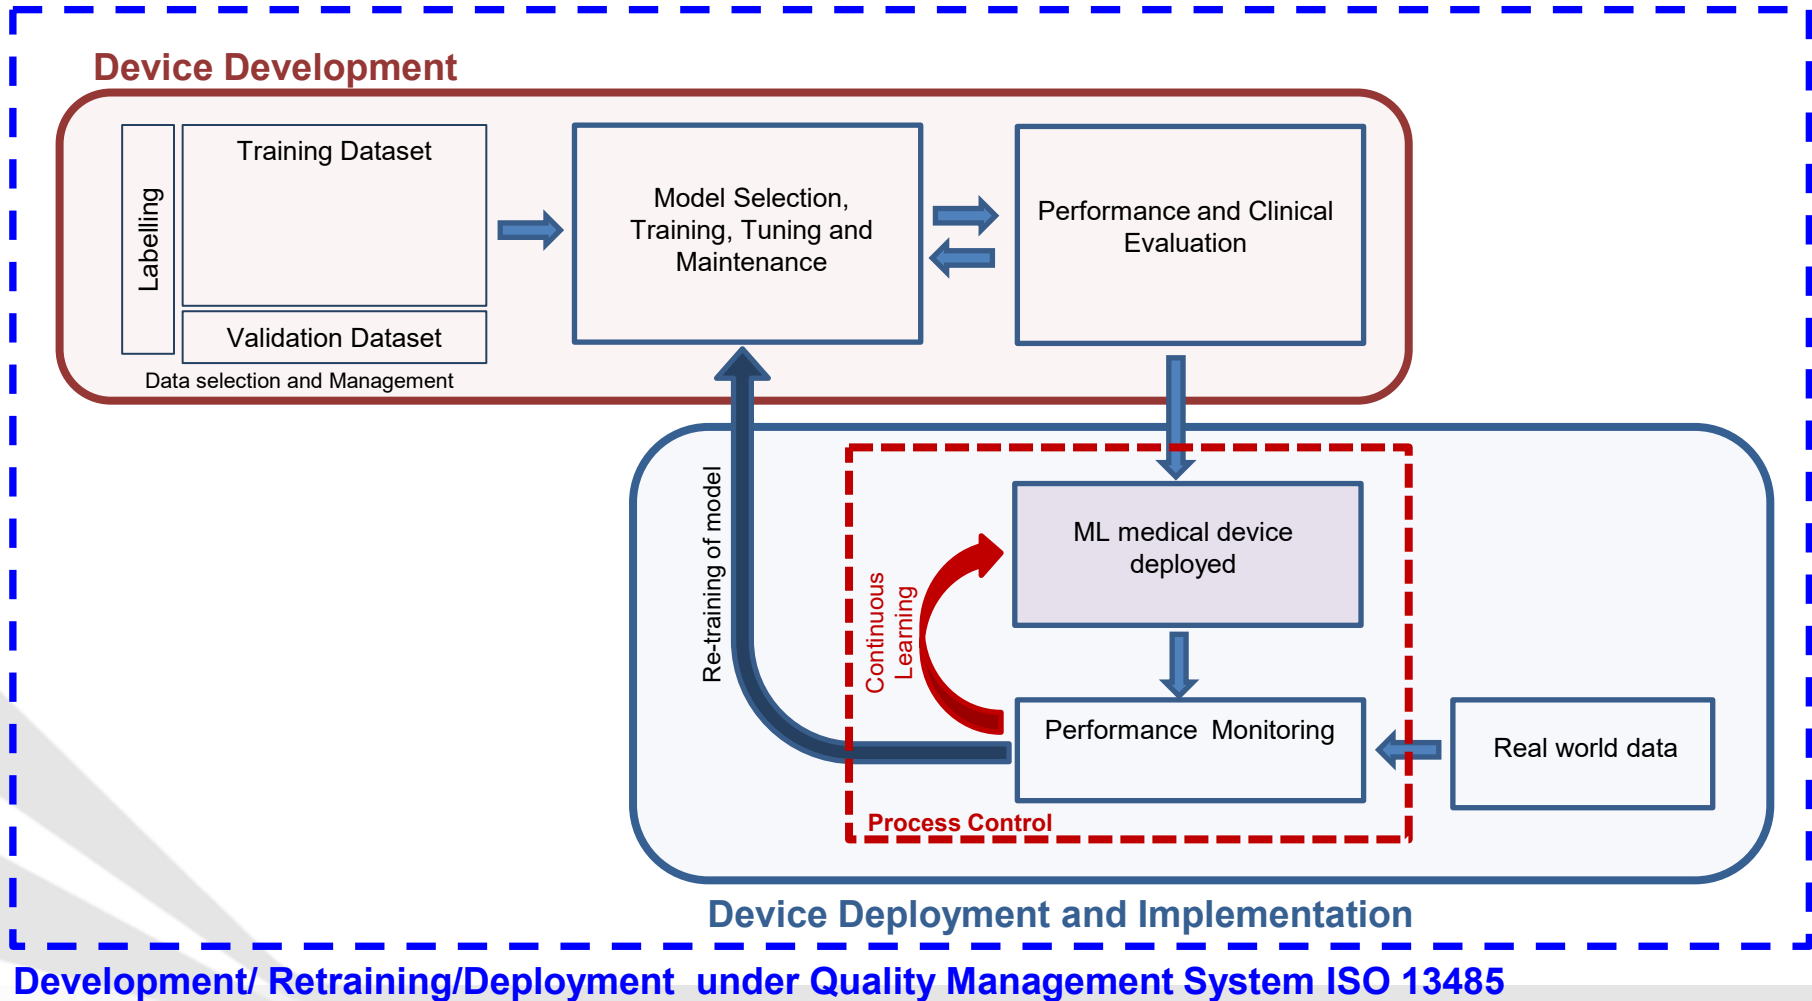 Device Development
Labelling
Training Dataset
Validation Dataset
Data selection and Management
Model Selection,
Training, Tuning and
Maintenance
Performance and Clinical
Evaluation
Re-training of model
Continuous
Learning
ML medical device
deployed
Performance Monitoring
Real world data
Process Control
Device Deployment and Implementation
Development/ Retraining/Deployment under Quality Management System ISO 13485